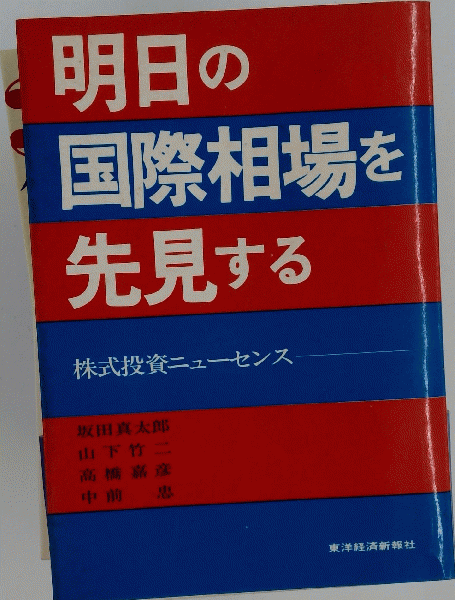 明日の
国際相場を
先見する
株式投資ニューセンス
坂田真太郎
山下竹二
高橋嘉彦
中前 忠
東洋経済新報社